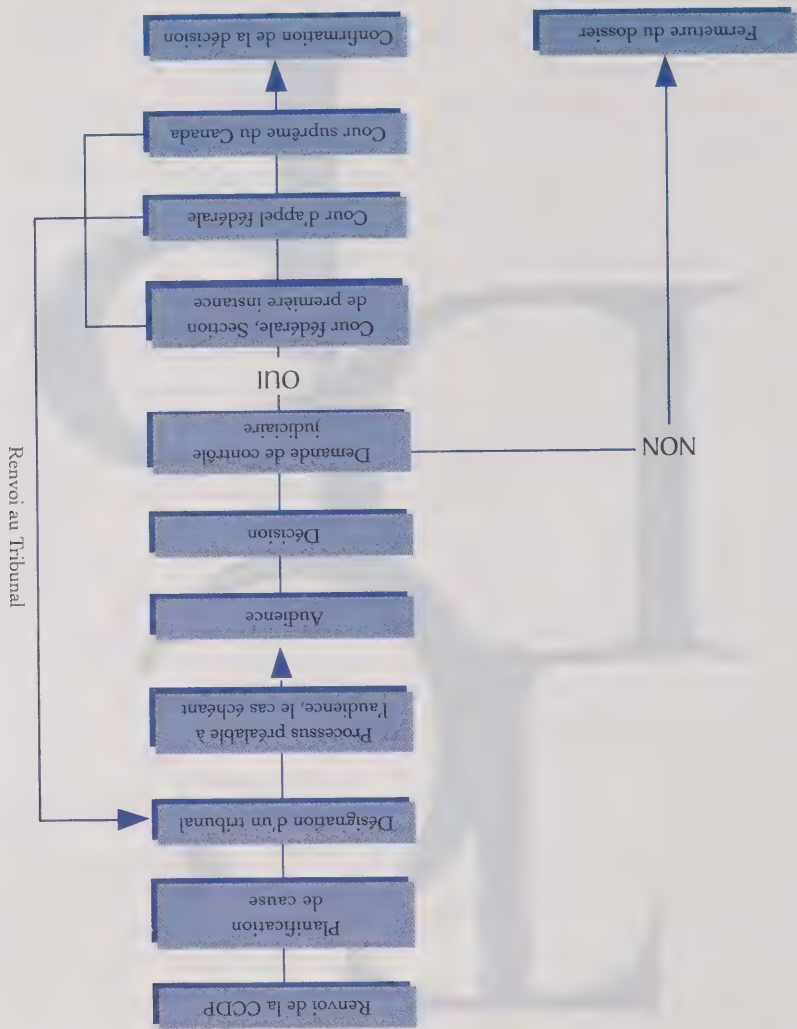 Renvoi de la CCDP
Planification
de cause
Désignation d'un tribunal
Processus préalable à
l'audience, le cas échéant
Audience
Décision
Demande de contrôle
judiciaire
NON
OUI
Cour fédérale, Section
de première instance
Cour d'appel fédérale
Cour suprême du Canada
Confirmation de la décision
Fermeture du dossier
Renvoi au Tribunal